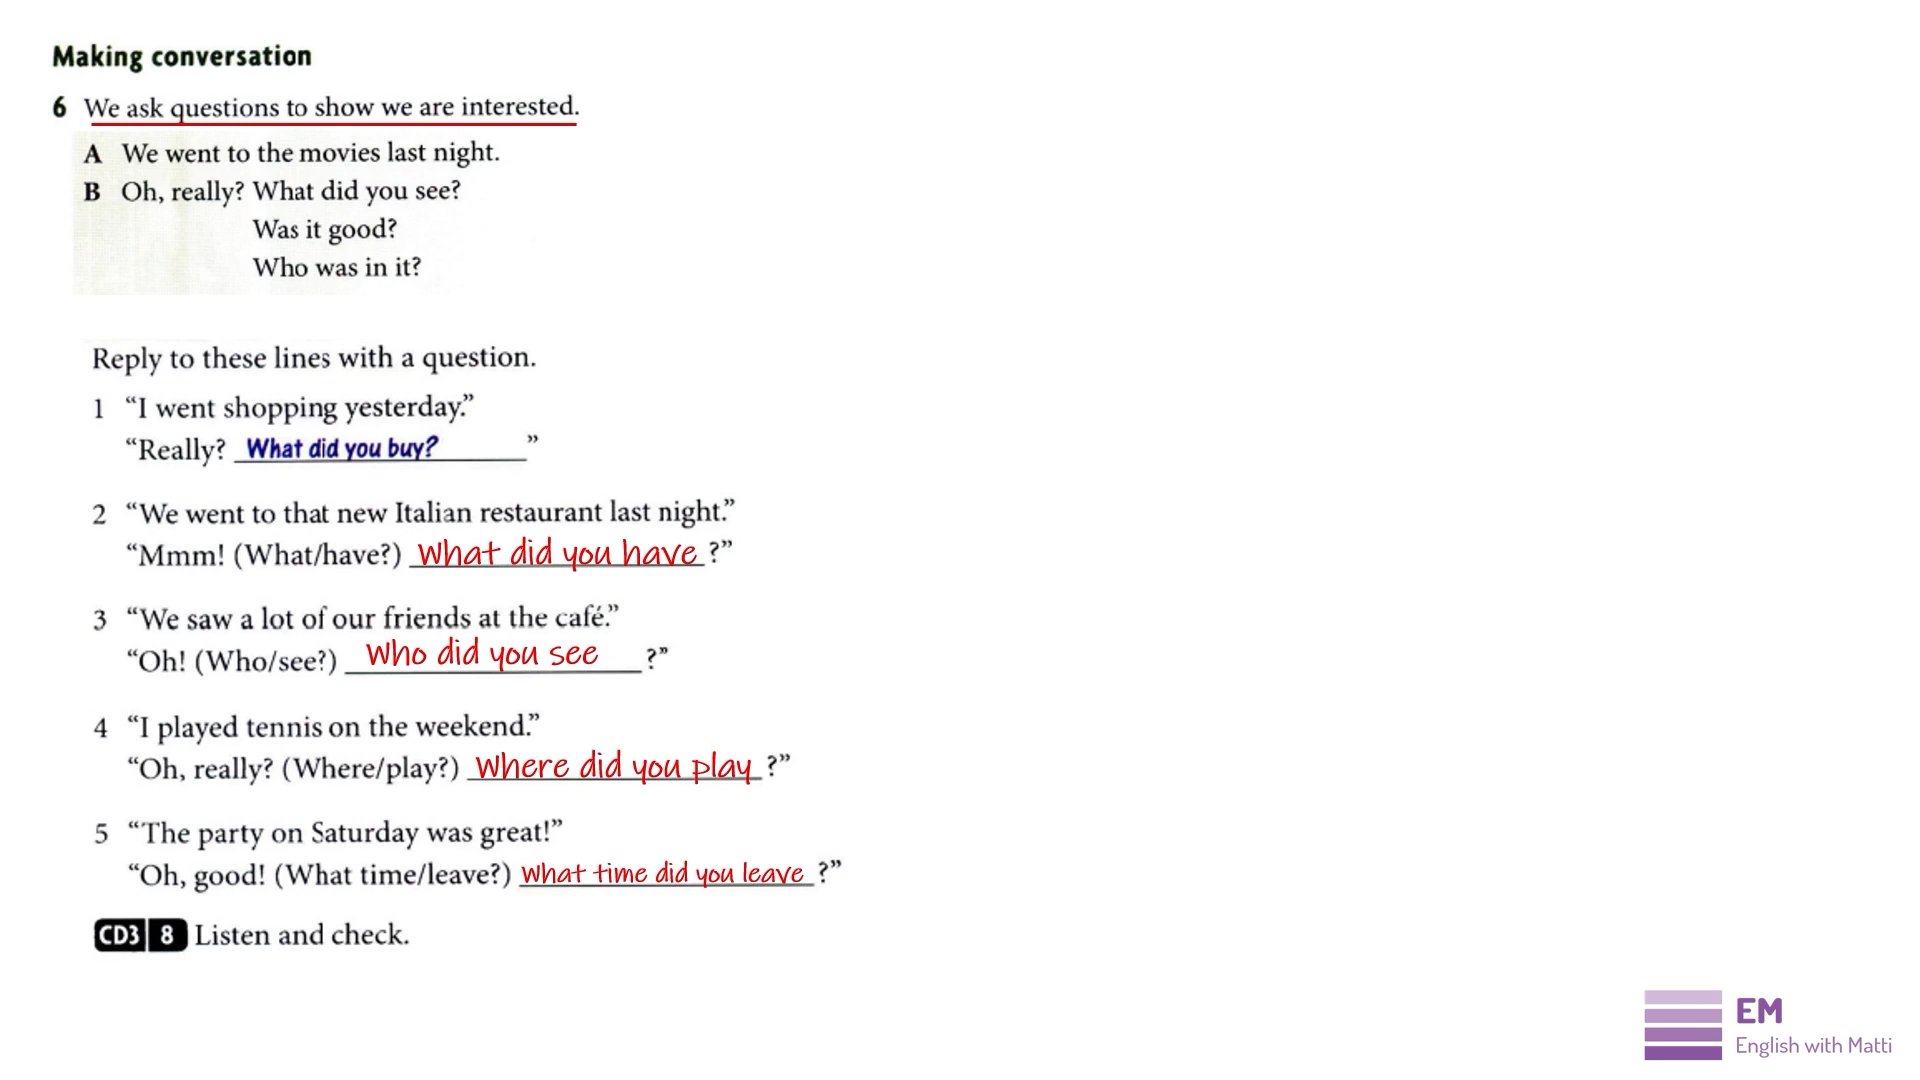 Making conversation
6 We ask questions to show we are interested.
A We went to the movies last night.
B Oh, really? What did you see?
Was it good?
Who was in it?
Reply to these lines with a question.
1 “I went shopping yesterday.”
“Really? What did you buy? ”
2 “We went to that new Italian restaurant last night.”
“Mmm! (What/have?) What did you have ?”
3 “We saw a lot of our friends at the café.”
“Oh! (Who/see?) Who did you see ?”
4 “I played tennis on the weekend.”
“Oh, really? (Where/play?) Where did you play ?”
5 “The party on Saturday was great!”
“Oh, good! (What time/leave?) What time did you leave ?”
CD3 8 Listen and check.
EM
English with Matti